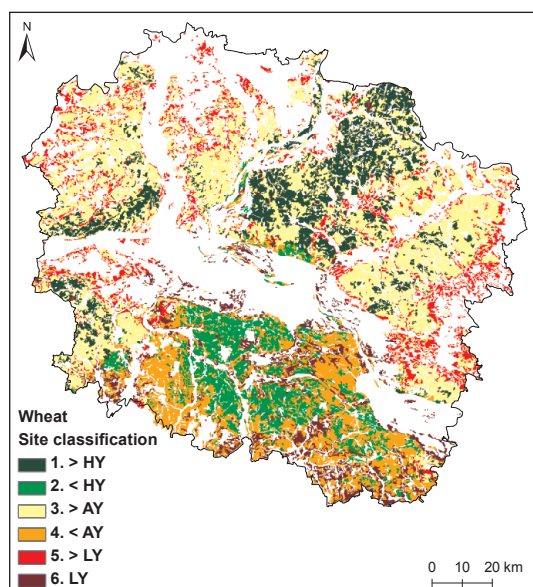 N
Wheat
Site classification
1. > HY
2. < HY
3. > AY
4. < AY
5. > LY
6. LY
0 10 20 km